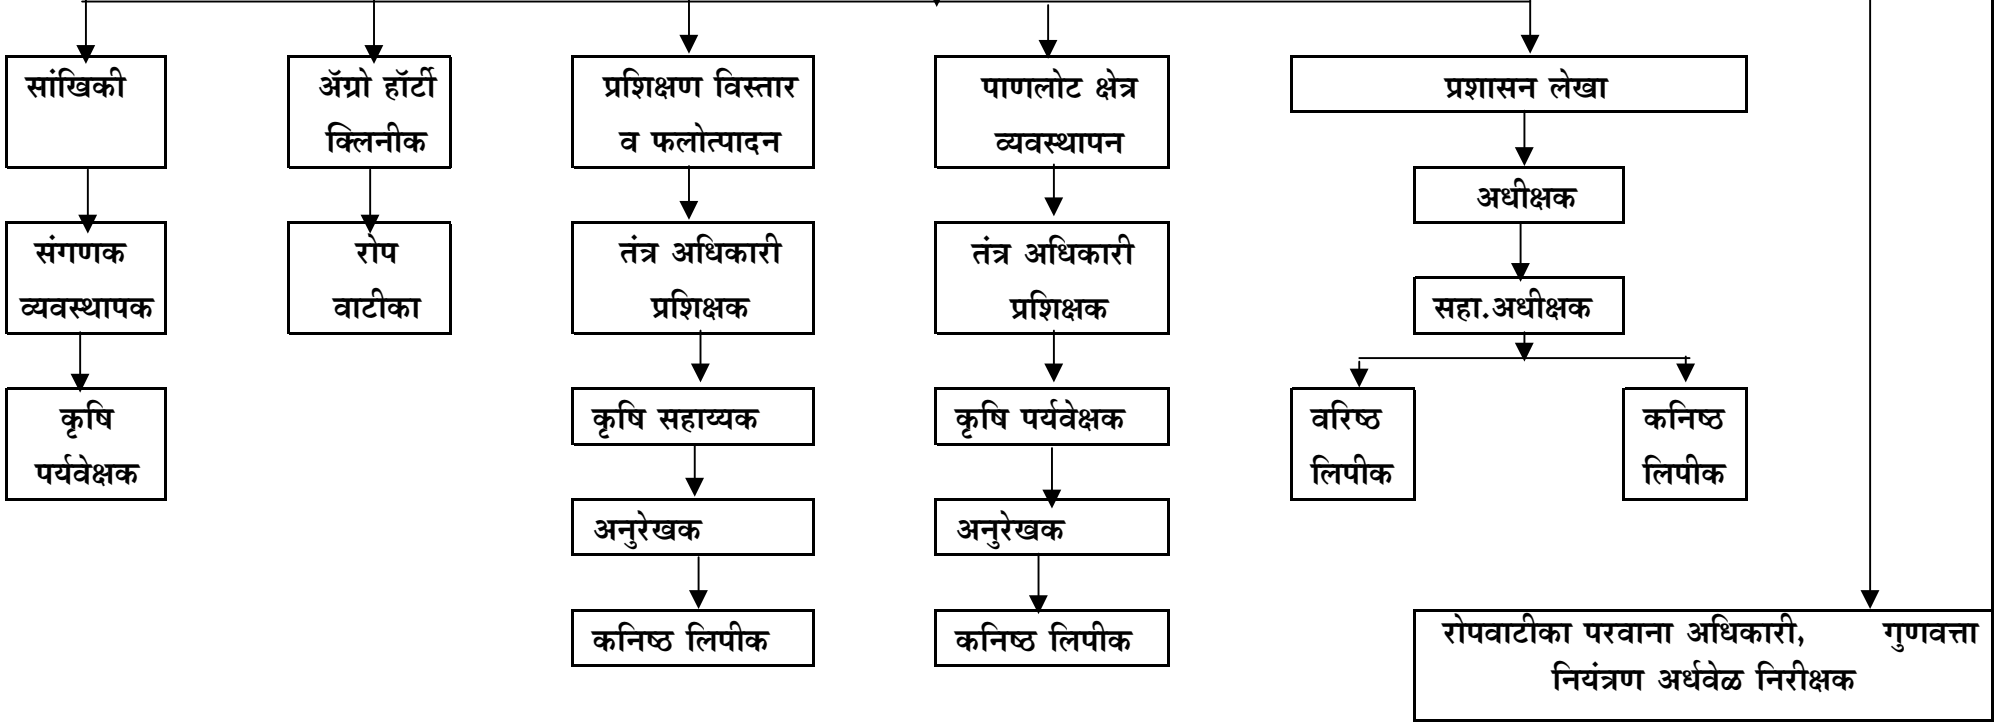 सांखिकी
ॲग्रो हॉर्टी
क्लिनीक
प्रशिक्षण विस्तार
व फलोत्पादन
पाणलोट क्षेत्र
व्यवस्थापन
प्रशासन लेखा
अधीक्षक
संगणक
व्यवस्थापक
रोप
वाटीका
तंत्र अधिकारी
प्रशिक्षक
तंत्र अधिकारी
प्रशिक्षक
सहा.अधीक्षक
कृषि
पर्यवेक्षक
कृषि सहाय्यक
कृषि पर्यवेक्षक
वरिष्ठ
लिपीक
कनिष्ठ
लिपीक
अनुरेखक
अनुरेखक
कनिष्ठ लिपीक
कनिष्ठ लिपीक
रोपवाटीका परवाना अधिकारी, गुणवत्ता
नियंत्रण अर्धवेळ निरीक्षक